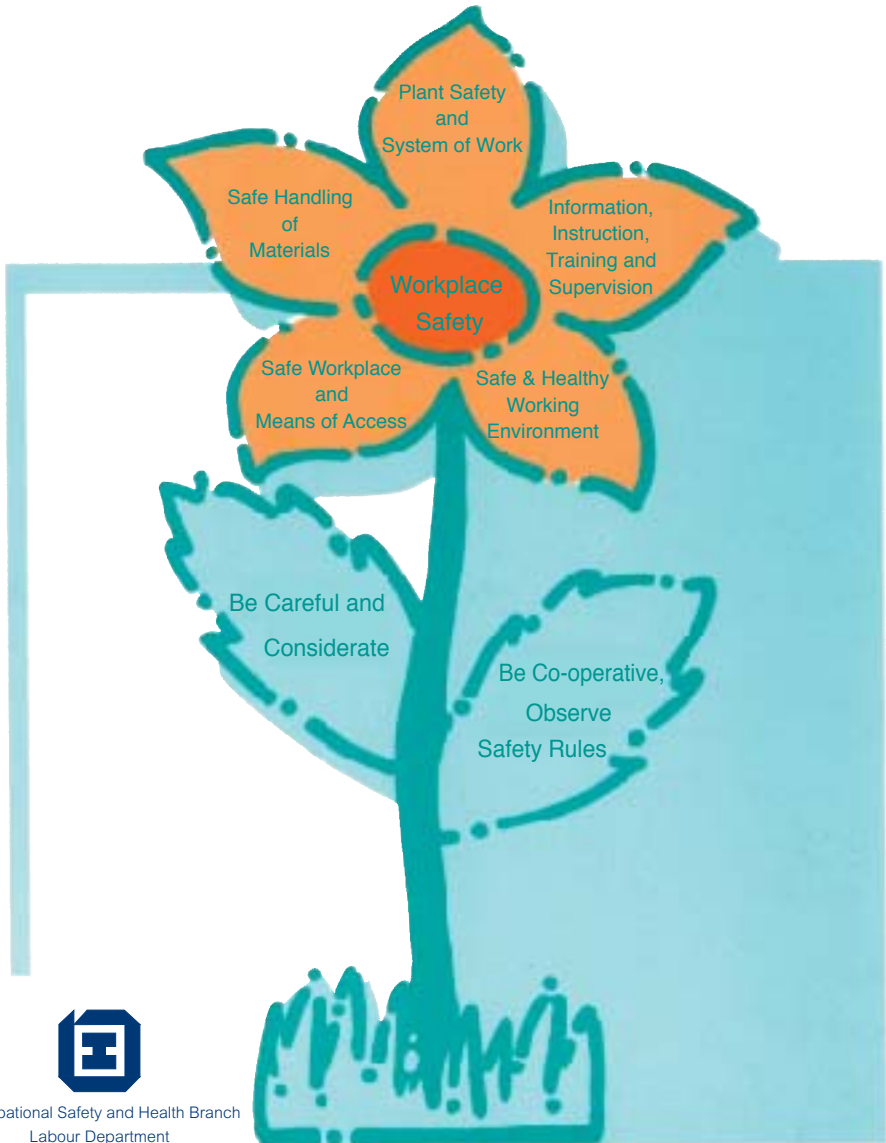 Plant Safety
and
System of Work
Safe Handling
of
Materials
Information,
Instruction,
Training and
Supervision
Workplace
Safety
Safe Workplace
and
Means of Access
Safe & Healthy
Working
Environment
Be Careful and
Considerate
Be Co-operative,
Observe
Safety Rules
pational Safety and Health Branch
Labour Department